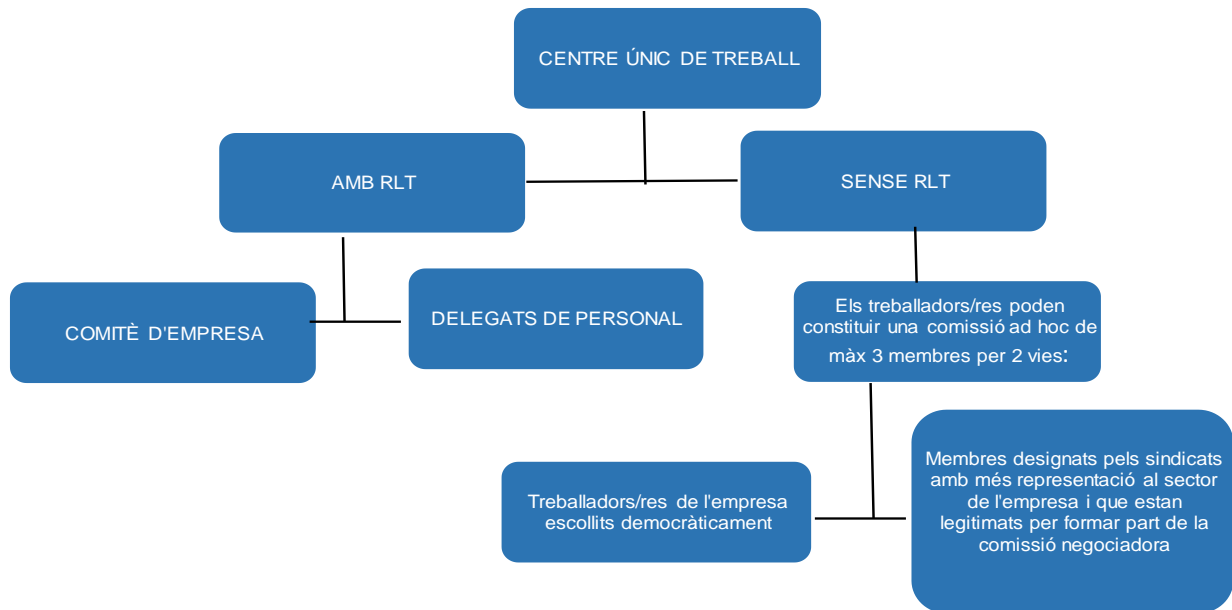 CENTRE ÚNIC DE TREBALL
AMB RLT
SENSE RLT
COMITÈ D'EMPRESA
DELEGATS DE PERSONAL
Els treballadors/res poden
constituir una comissió ad hoc de
màx 3 membres per 2 vies:
Treballadors/res de l'empresa
escollits democràticament
Membres designats pels sindicats
amb més representació al sector
de l'empresa i que estan
legitimats per formar part de la
comissió negociadora